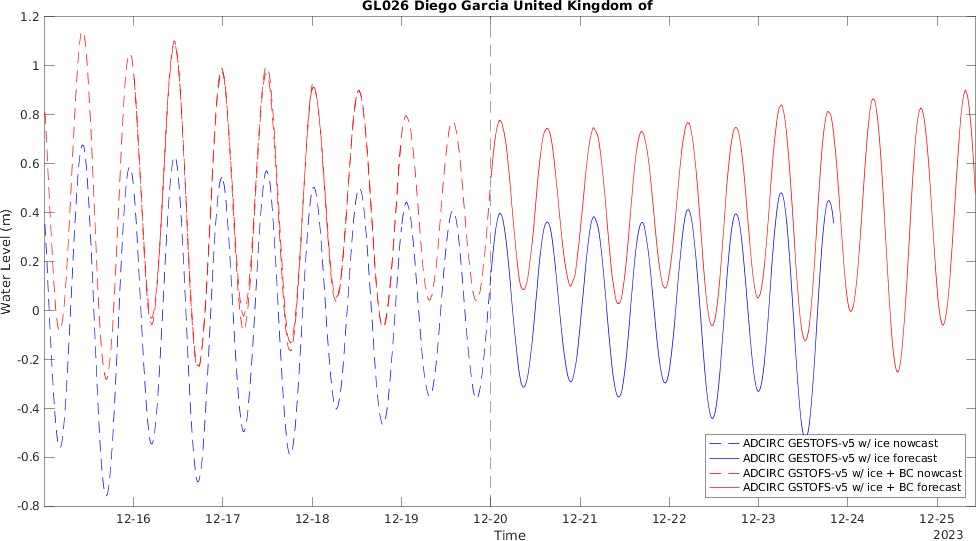 GL026 Diego Garcia United Kingdom of
1.2
1
0.8
0.6
0.4
0.2
0
-0.2
-0.4
-0.6
-0.8
Water Level (m)
ADCIRC GESTOFS-v5 w/ ice nowcast
ADCIRC GESTOFS-v5 w/ ice forecast
ADCIRC GSTOFS-v5 w/ ice + BC nowcast
ADCIRC GSTOFS-v5 w/ ice + BC forecast
12-16 12-17 12-18 12-19 12-20 12-21 12-22 12-23 12-24 12-25
Time
2023